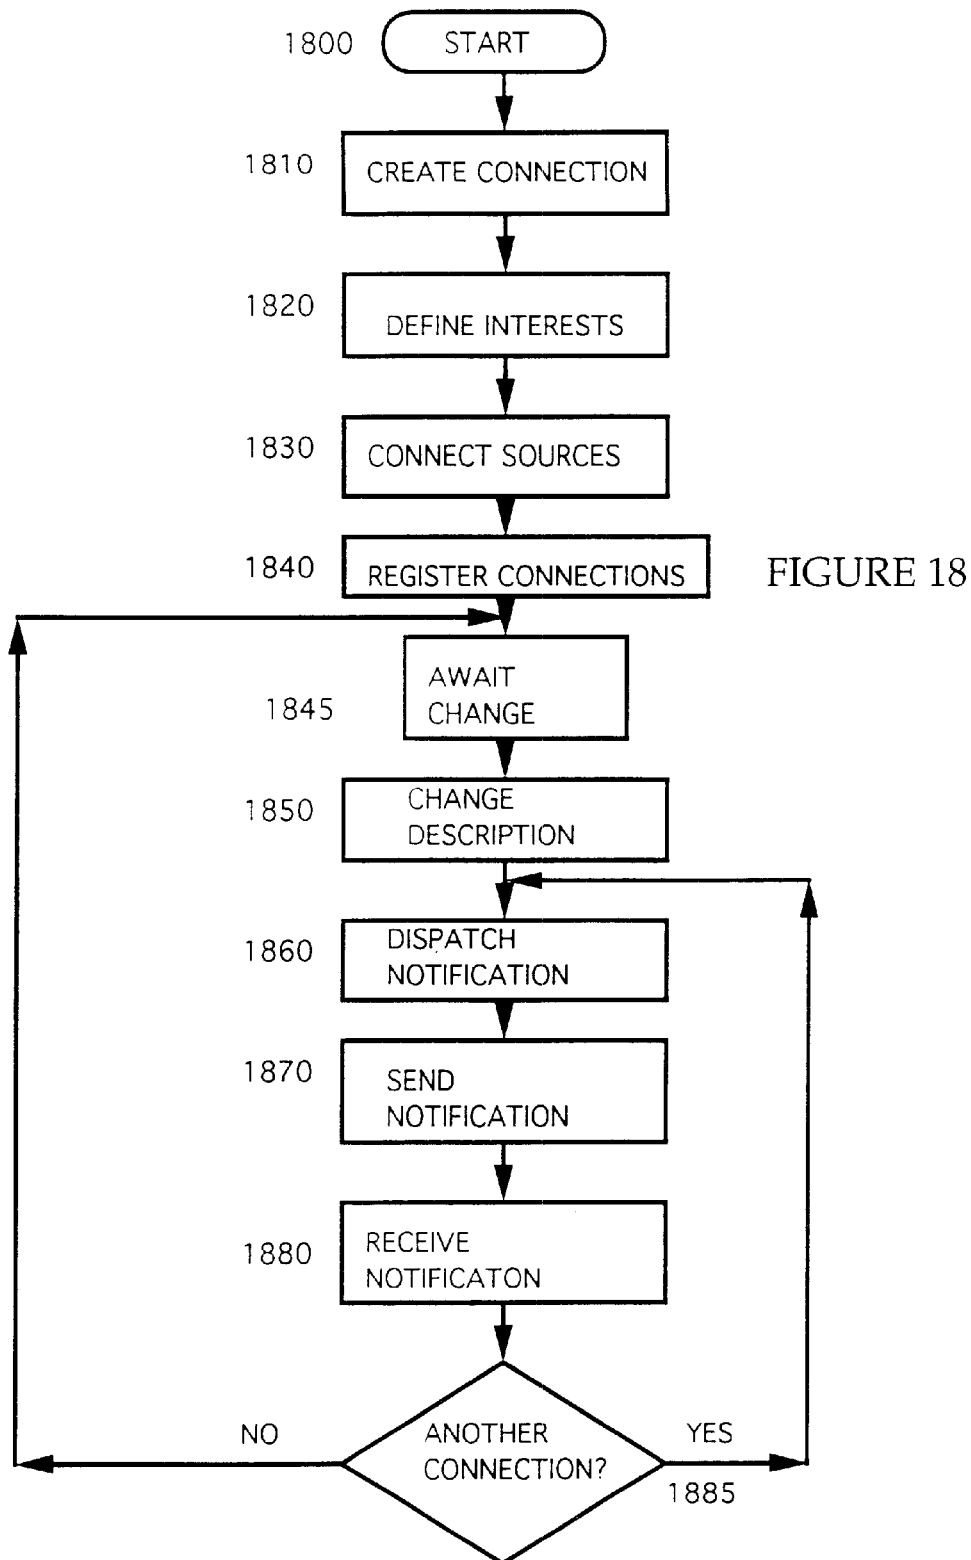 1800 START
1810 CREATE CONNECTION
1820 DEFINE INTERESTS
1830 CONNECT SOURCES
1840 REGISTER CONNECTIONS
FIGURE 18
1845 AWAIT
CHANGE
1850 CHANGE
DESCRIPTION
1860 DISPATCH
NOTIFICATION
1870 SEND
NOTIFICATION
1880 RECEIVE
NOTIFICATON
NO
ANOTHER
CONNECTION?
YES
1885